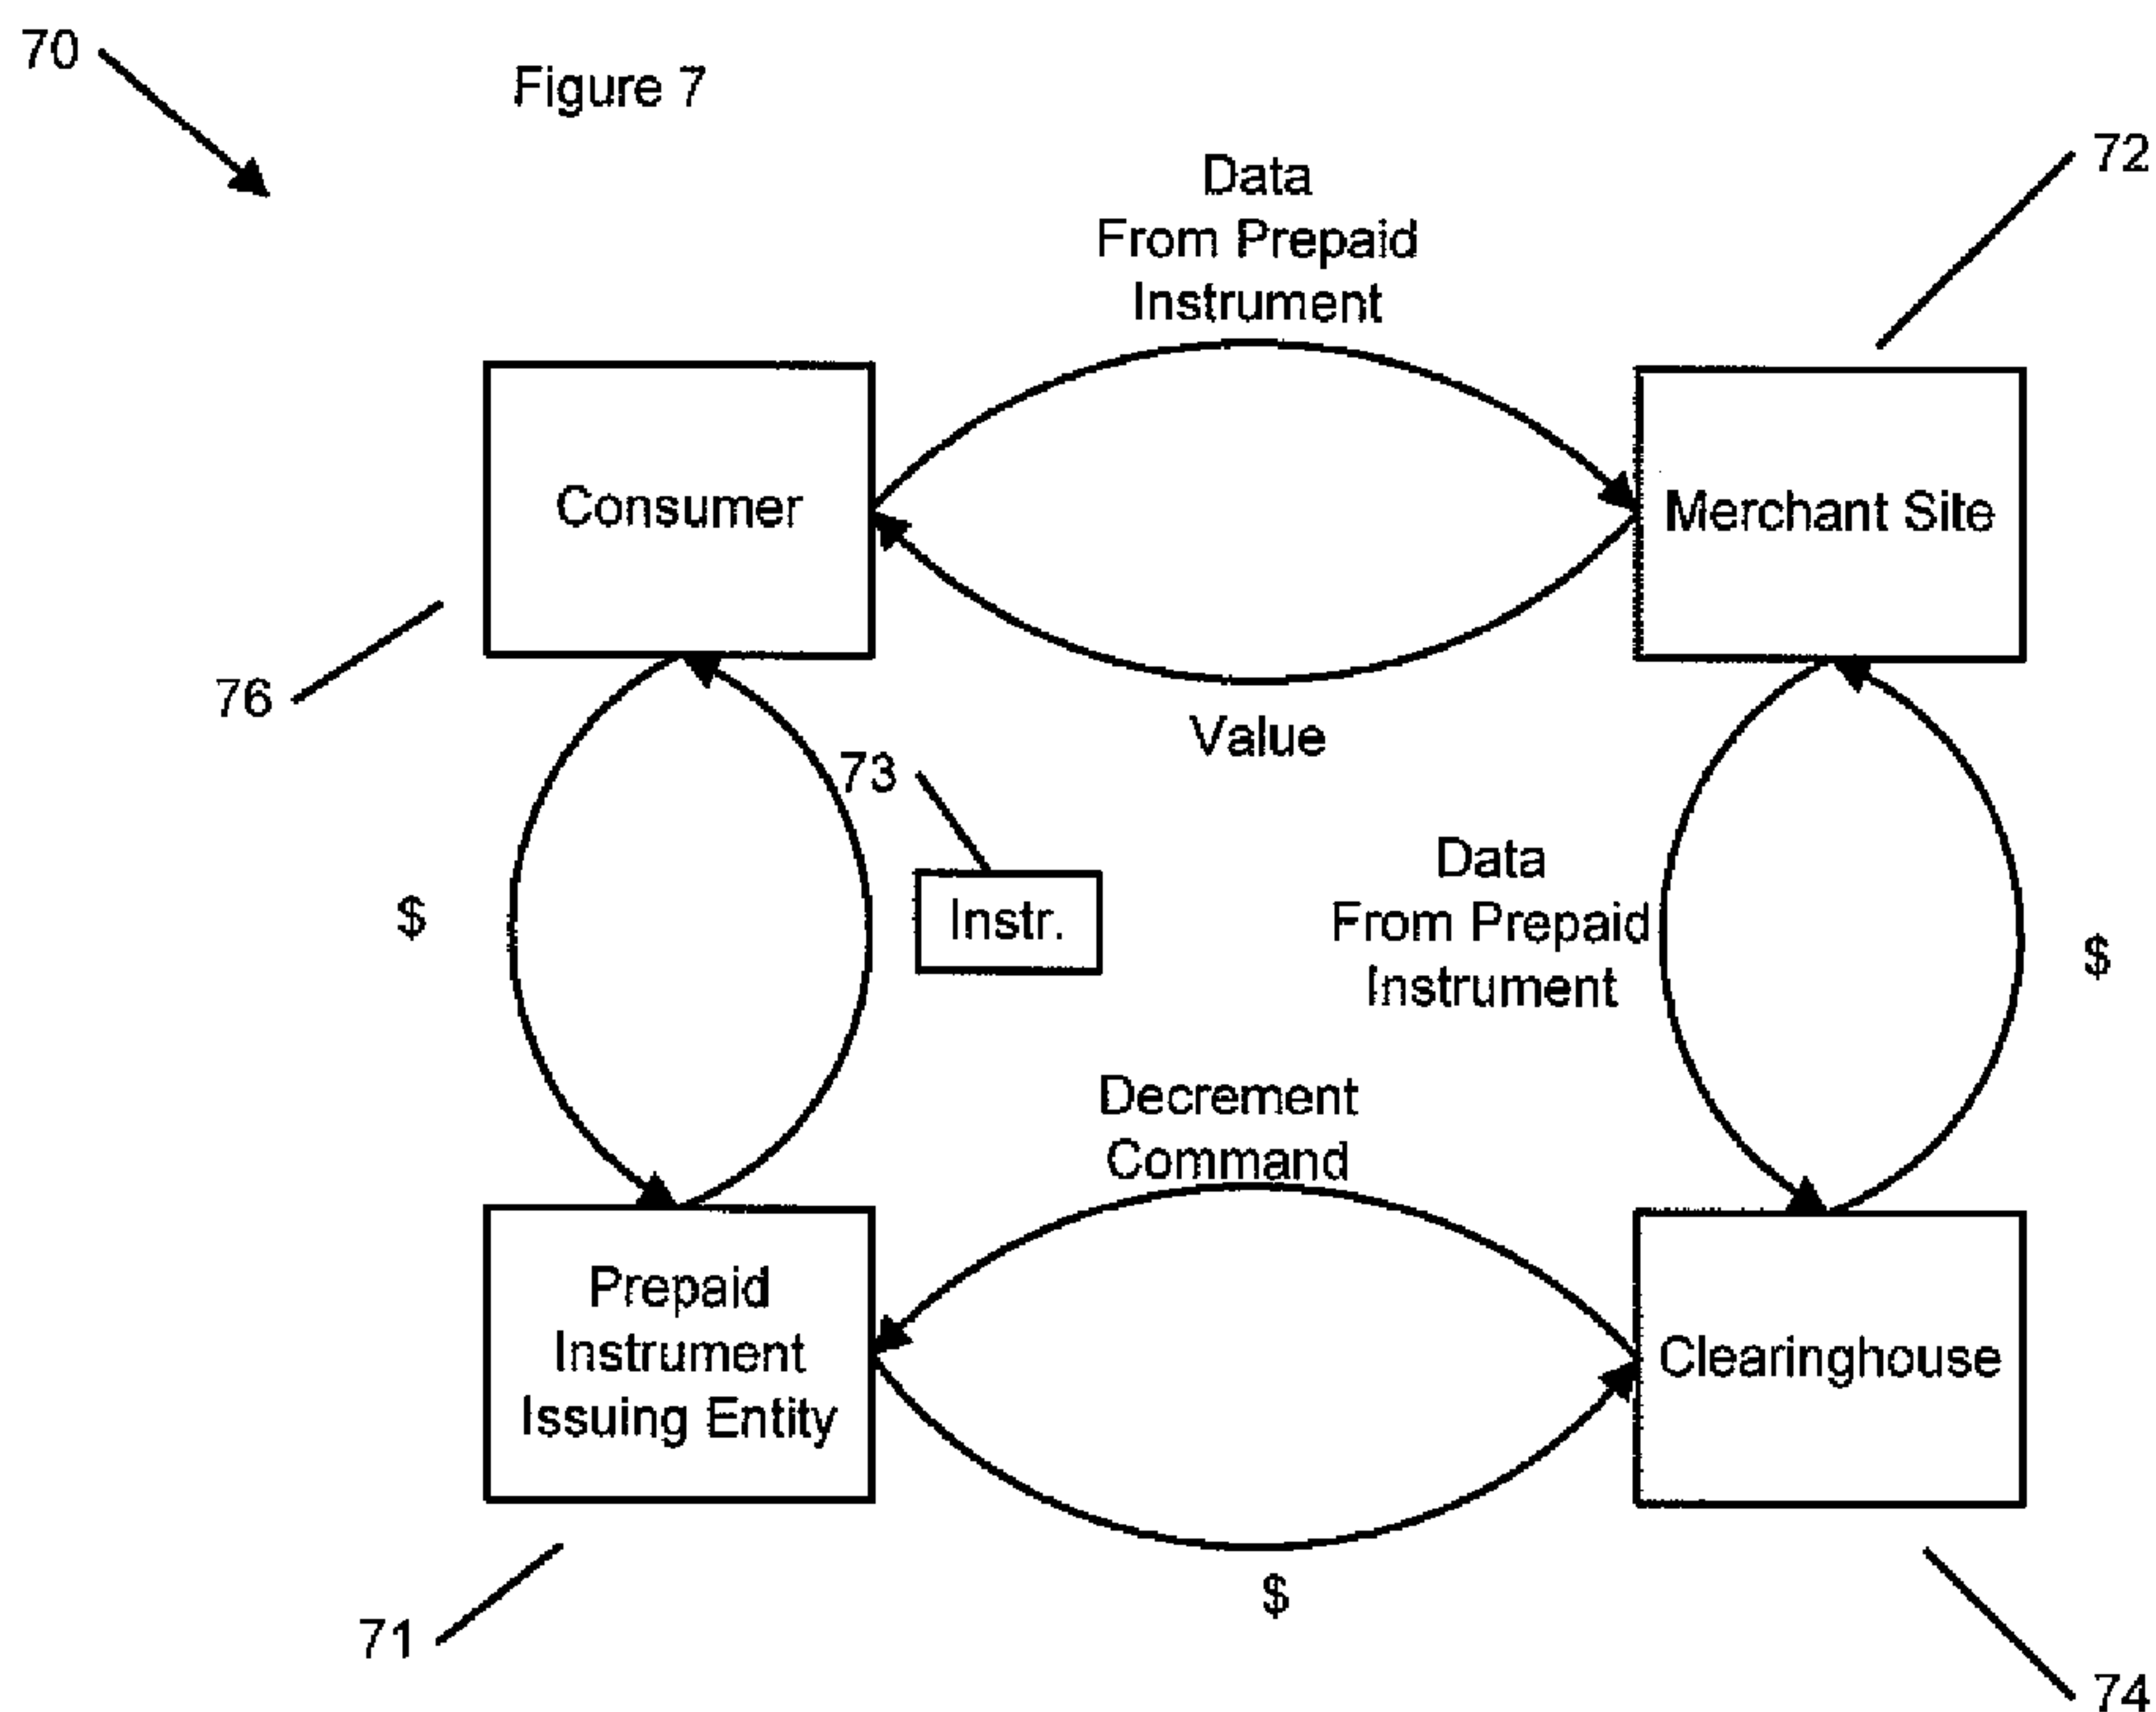 70
Figure 7
72
Data
From Prepaid
Instrument
Consumer
Merchant Site
76
Value
73
$
Instr.
Data
From Prepaid
Instrument
$
Decrement
Command
Prepaid
Instrument
Issuing Entity
Clearinghouse
$
71
74